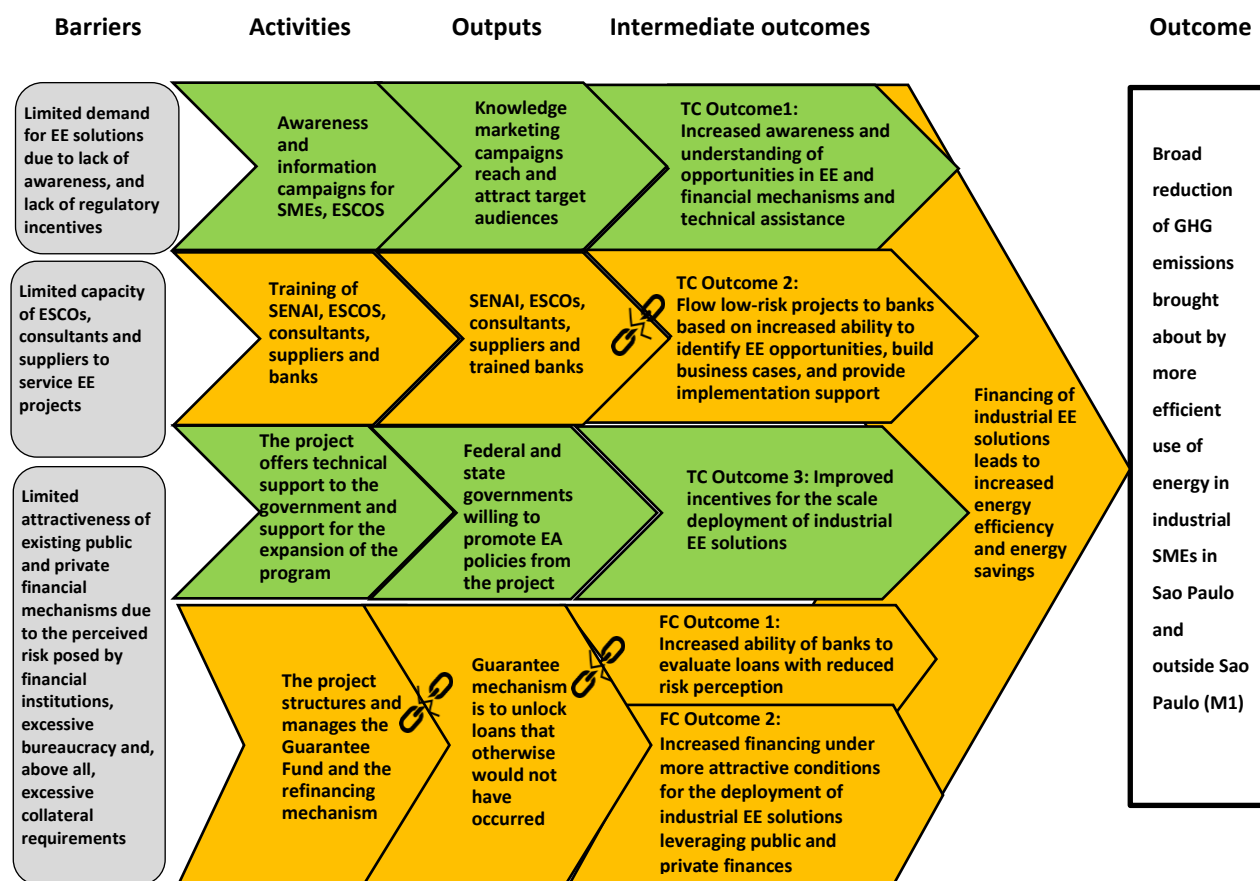 Barriers
Activities
Outputs
Intermediate outcomes
Outcome
Limited demand
for EE solutions
due to lack of
awareness, and
lack of regulatory
incentives
Awareness
and
information
campaigns for
SMEs, ESCOS
Knowledge
marketing
campaigns
reach and
attract target
audiences
TC Outcome1:
Increased awareness and
understanding of
opportunities in EE and
financial mechanisms and
technical assistance
Limited capacity
of ESCOs,
consultants and
suppliers to
service EE
projects
Training of
SENAI, ESCOS,
consultants,
suppliers and
banks
SENAI, ESCOs,
consultants,
suppliers and
trained banks
TC Outcome 2:
Flow low-risk projects to banks
based on increased ability to
identify EE opportunities, build
business cases, and provide
implementation support
Limited
attractiveness of
existing public
and private
financial
mechanisms due
to the perceived
risk posed by
financial
institutions,
excessive
bureaucracy and,
above all,
excessive
collateral
requirements
The project
offers technical
support to the
government and
support for the
expansion of the
program
Federal and
state
governments
willing to
promote EA
policies from
the project
TC Outcome 3: Improved
incentives for the scale
deployment of industrial
EE solutions
The project
structures and
manages the
Guarantee
Fund and the
refinancing
mechanism
Guarantee
mechanism
is to unlock
loans that
otherwise
would not
have
occurred
FC Outcome 1:
Increased ability of banks to
evaluate loans with reduced
risk perception
FC Outcome 2:
Increased financing under
more attractive conditions
for the deployment of
industrial EE solutions
leveraging public and
private finances
Financing of
industrial EE
solutions
leads to
increased
energy
efficiency
and energy
savings
Broad
reduction
of GHG
emissions
brought
about by
more
efficient
use of
energy in
industrial
SMEs in
Sao Paulo
and
outside Sao
Paulo (M1)